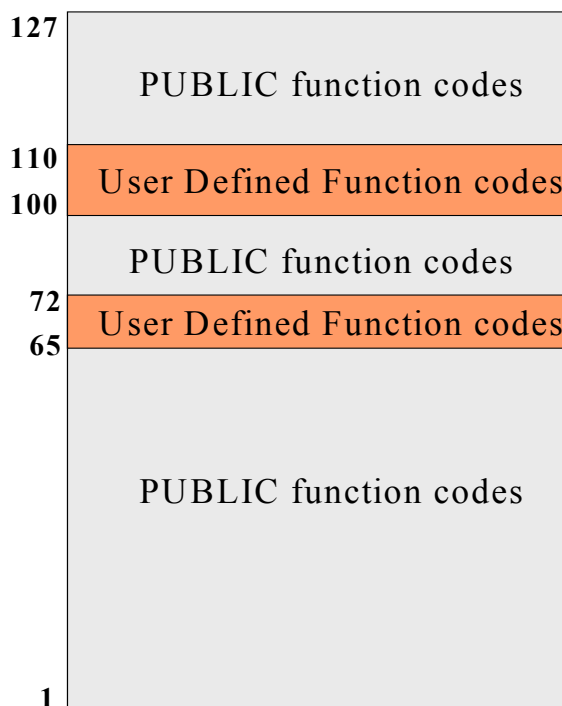 127
PUBLIC function codes
110
User Defined Function codes
100
PUBLIC function codes
72
User Defined Function codes
65
PUBLIC function codes
1